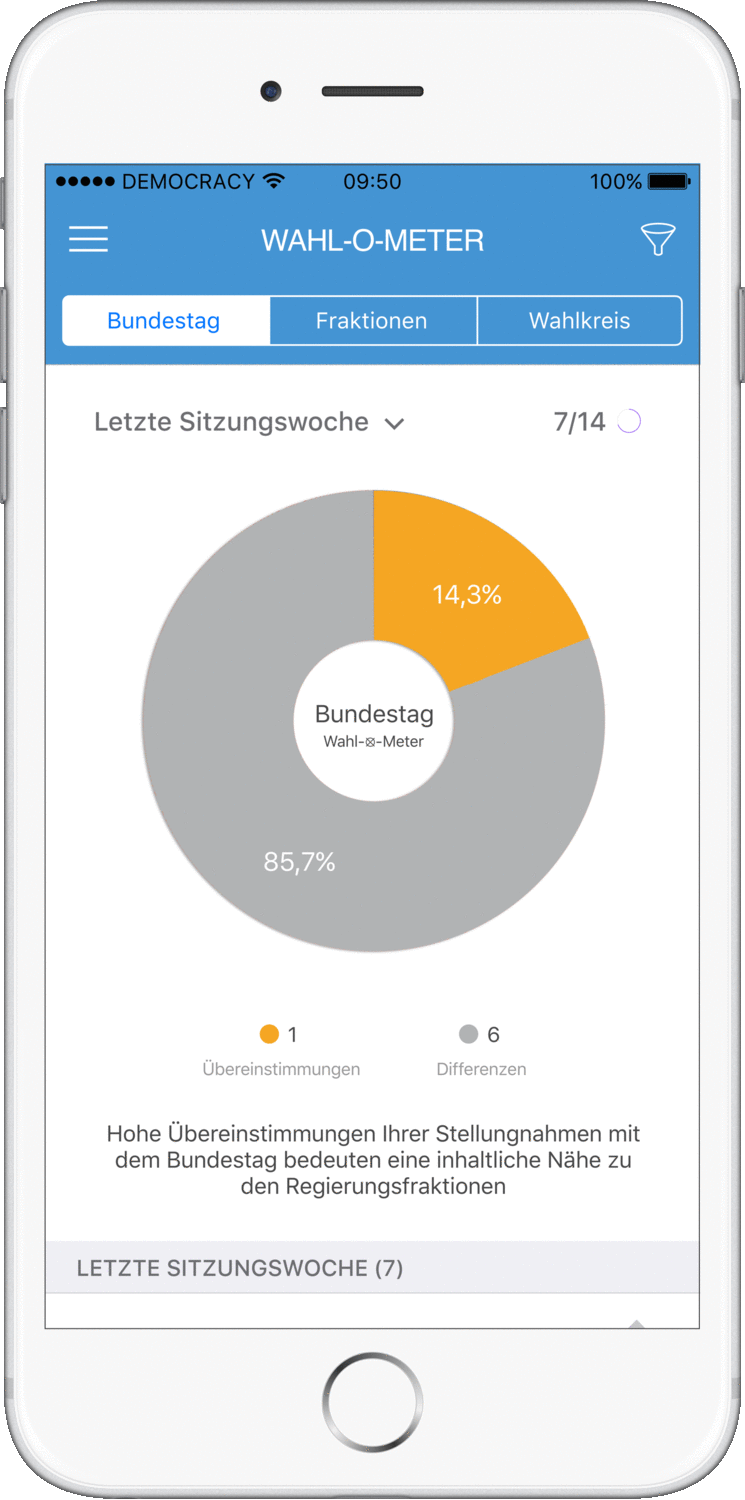 DEMOCRACY 09:50 100%
WAHL-O-METER
Bundestag Fraktionen Wahlkreis
Letzte Sitzungswoche 7/14
14,3%
Bundestag
Wahl-⊠-Meter
85,7%
1 6
Übereinstimmungen Differenzen
Hohe Übereinstimmungen Ihrer Stellungnahmen mit
dem Bundestag bedeuten eine inhaltliche Nähe zu
den Regierungsfraktionen
LETZTE SITZUNGSWOCHE (7)